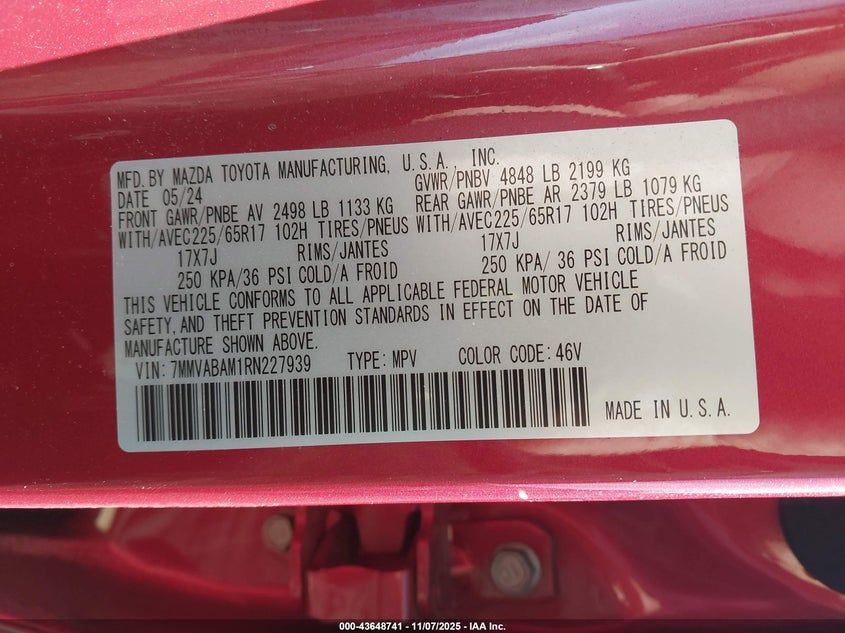 MFD. BY MAZDA TOYOTA MANUFACTURING, U.S.A. INC.
DATE 05/24 GVWR/PNBV 4848 LB 2199 KG
FRONT GAWR/PNBE AV 2498 LB 1133 KG REAR GAWR/PNBE AR 2379 LB 1079 KG
WITH/AVEC225/65R17 102H TIRES/PNEUS WITH/AVEC225/65R17 102H TIRES/PNEUS
17X7J RIMS/JANTES 17X7J RIMS/JANTES
250 KPA/36 PSI COLD/A FROID 250 KPA/ 36 PSI COLD/A FROID
THIS VEHICLE CONFORMS TO ALL APPLICABLE FEDERAL MOTOR VEHICLE
SAFETY, AND THEFT PREVENTION STANDARDS IN EFFECT ON THE DATE OF
MANUFACTURE SHOWN ABOVE.
VIN: 7MMVABAM1RN227939 TYPE: MPV COLOR CODE: 46V
MADE IN U.S.A.
000-43648741 - 11/07/2025 - IAA Inc.